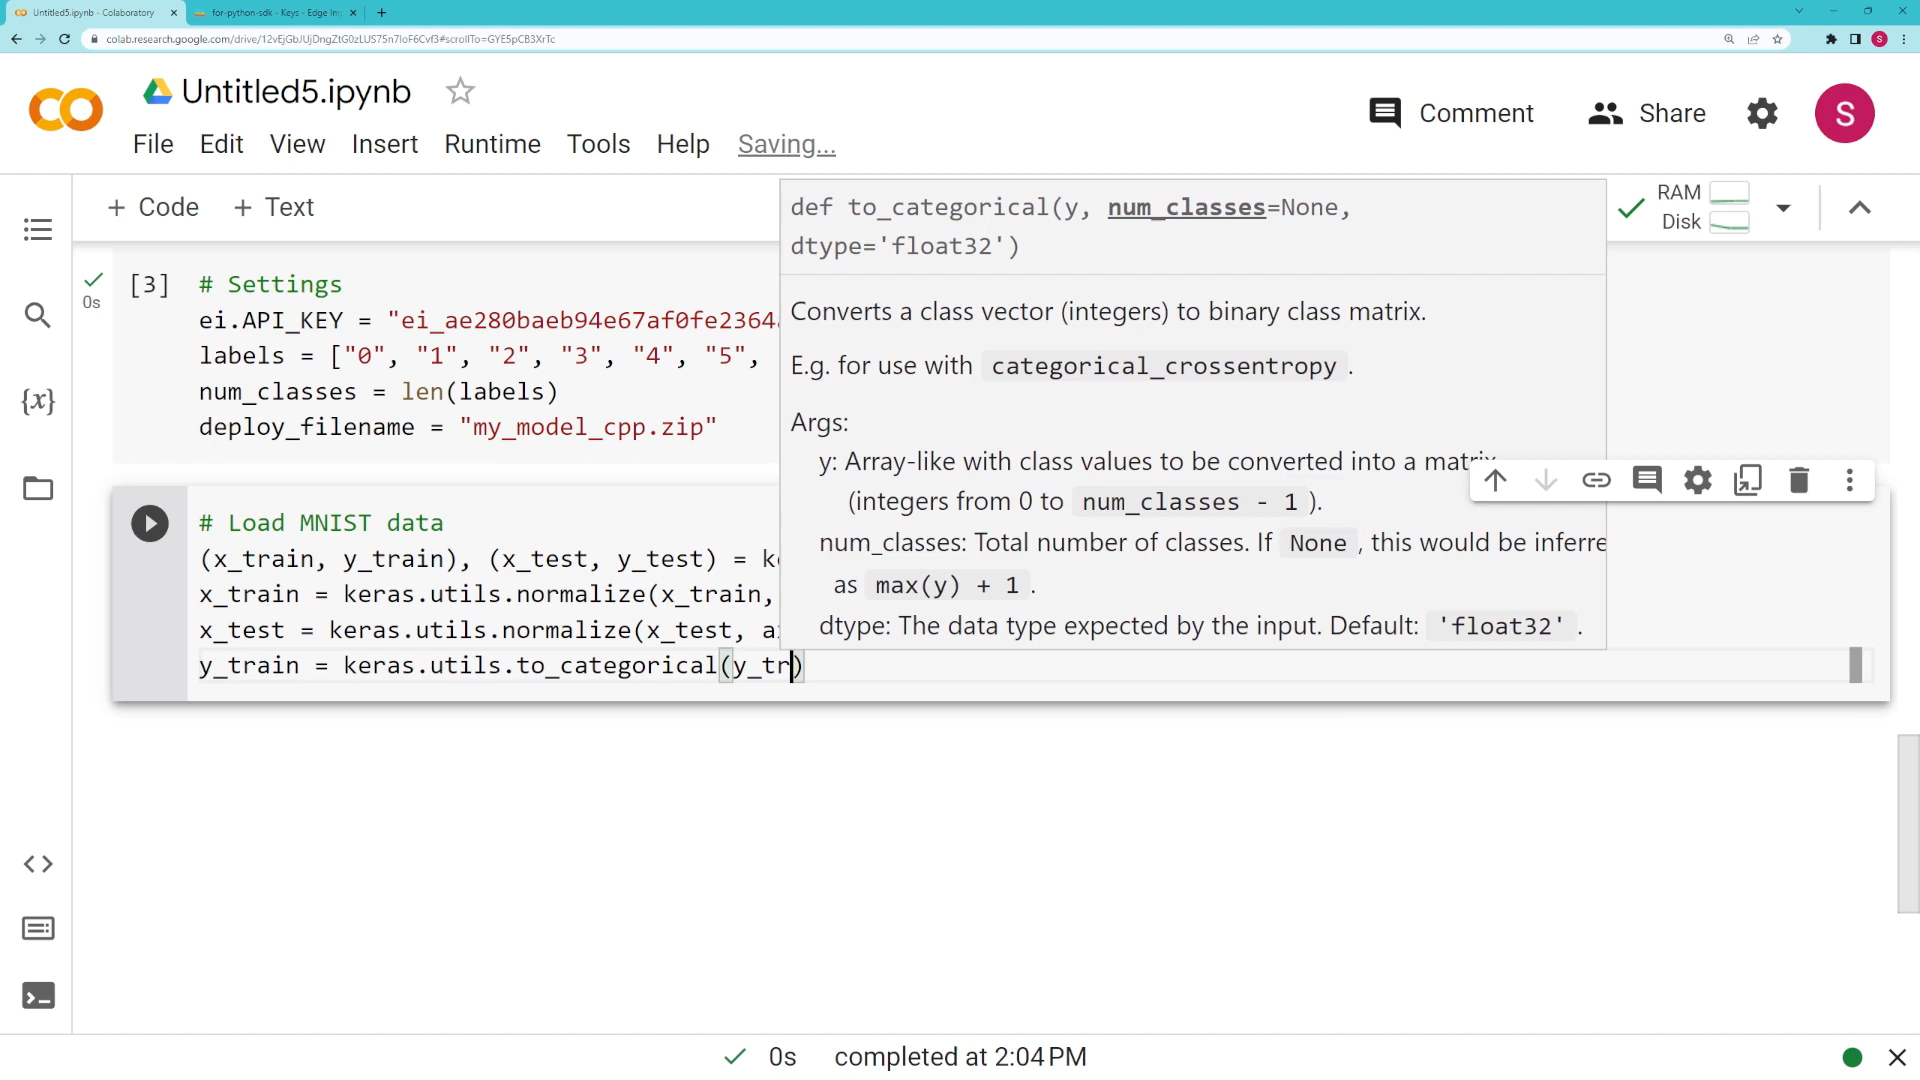 Untitled5.ipynb - Colaboratory
for-python-sdk - Keys - Edge Im
colab.research.google.com/drive/12vEjGbJUjDngZtG0zLUS75n7loF6Cvf3#scrollTo=GYE5pCB3XrTc
S
Untitled5.ipynb
Comment
Share
S
File Edit View Insert Runtime Tools Help Saving...
+ Code + Text
RAM
Disk
def to_categorical(y, num_classes=None,
dtype='float32')
Converts a class vector (integers) to binary class matrix.
E.g. for use with categorical_crossentropy.
Args:
y: Array-like with class values to be converted into a matrix
(integers from 0 to num_classes - 1).
num_classes: Total number of classes. If None, this would be inferre
as max(y) + 1.
dtype: The data type expected by the input. Default: 'float32'.
0s
[3] # Settings
ei.API_KEY = "ei_ae280baeb94e67af0fe2364
labels = ["0", "1", "2", "3", "4", "5",
num_classes = len(labels)
deploy_filename = "my_model_cpp.zip"
# Load MNIST data
(x_train, y_train), (x_test, y_test) = k
x_train = keras.utils.normalize(x_train,
x_test = keras.utils.normalize(x_test, a
y_train = keras.utils.to_categorical(y_tr)
0s completed at 2:04 PM